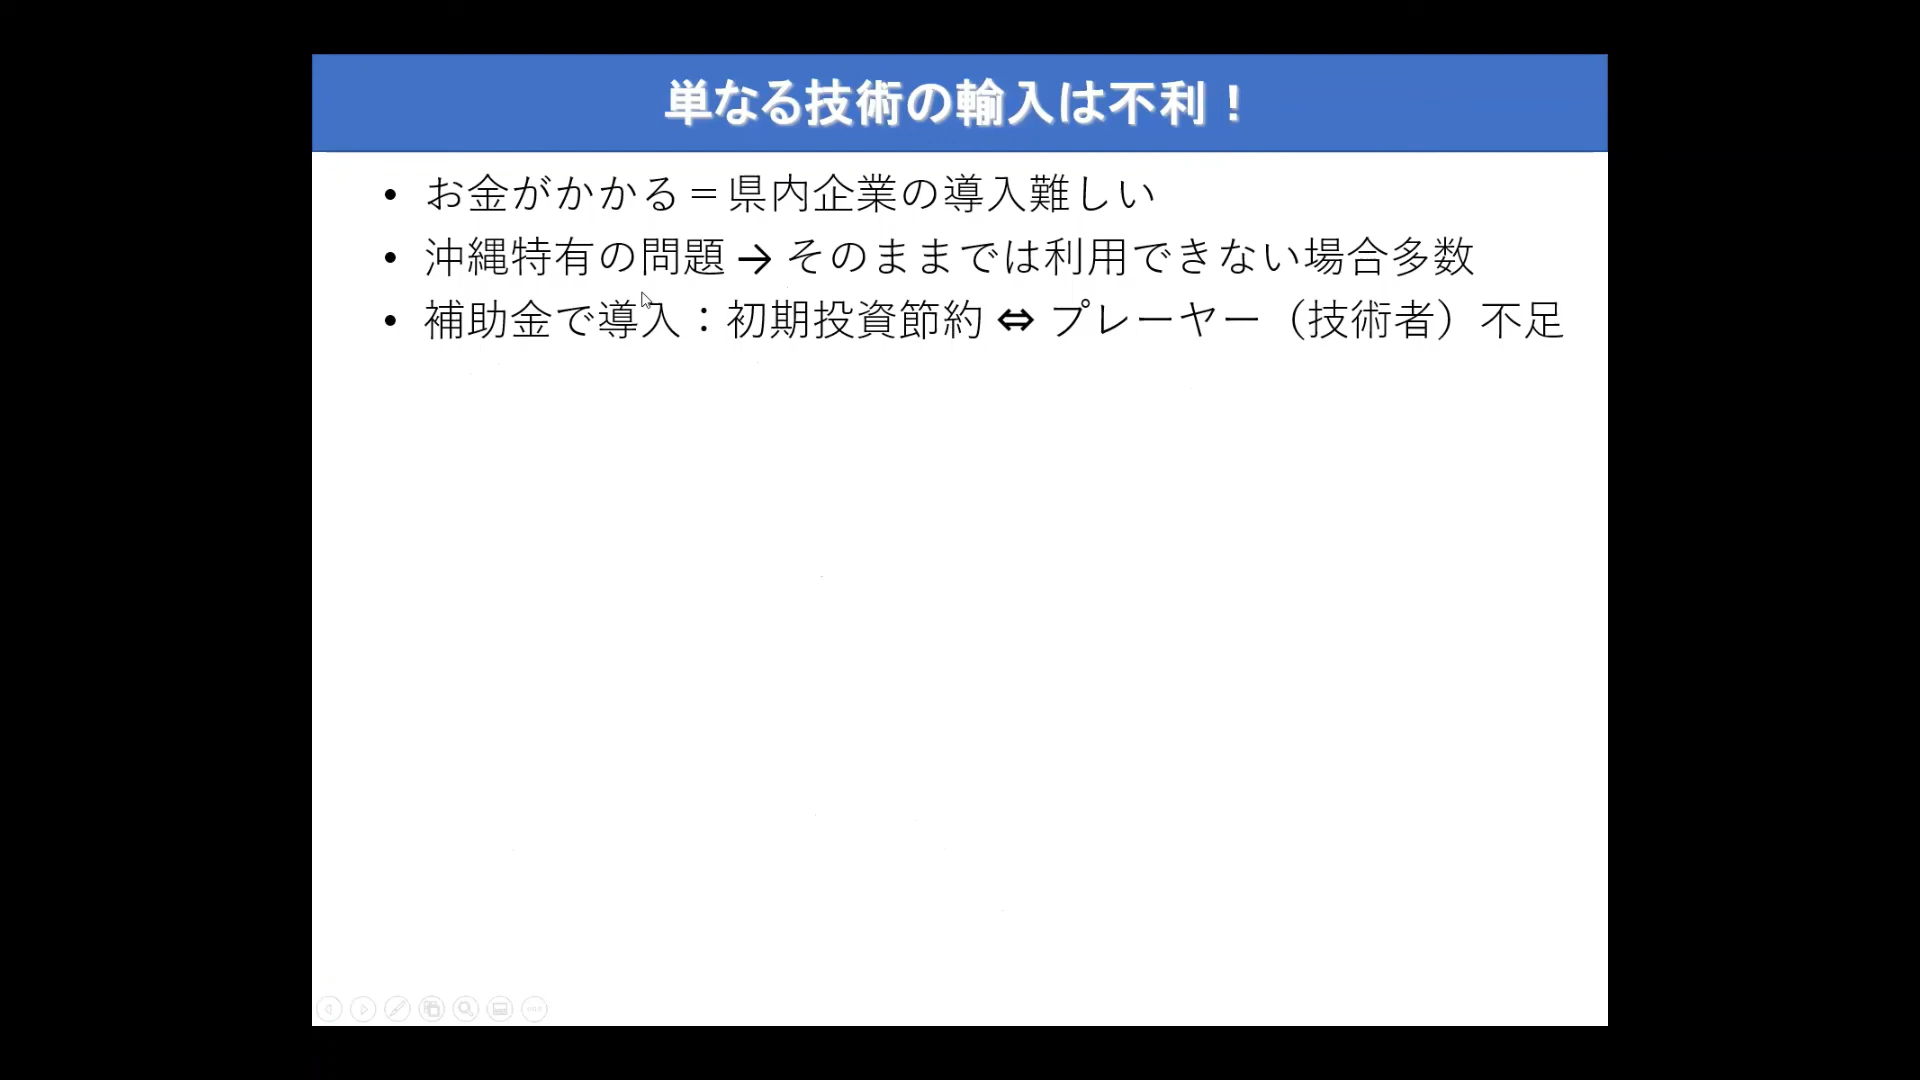 単なる技術の輸入は不利！
• お金がかかる＝県内企業の導入難しい
• 沖縄特有の問題 → そのままでは利用できない場合多数
• 補助金で導入：初期投資節約 ⇔ プレーヤー（技術者）不足